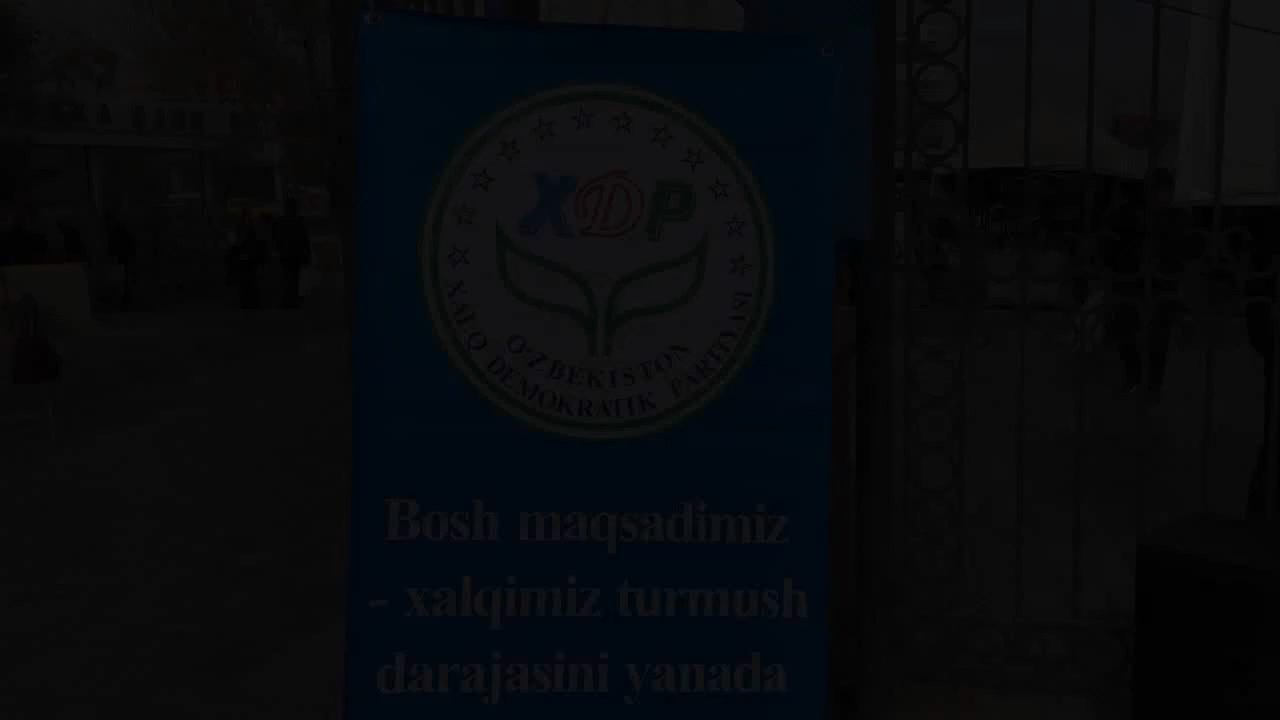 XDP
O'ZBEKISTON
XALQ DEMOKRATIK PARTIYASI
Bosh maqsadimiz
- xalqimiz turmush
darajasini yanada